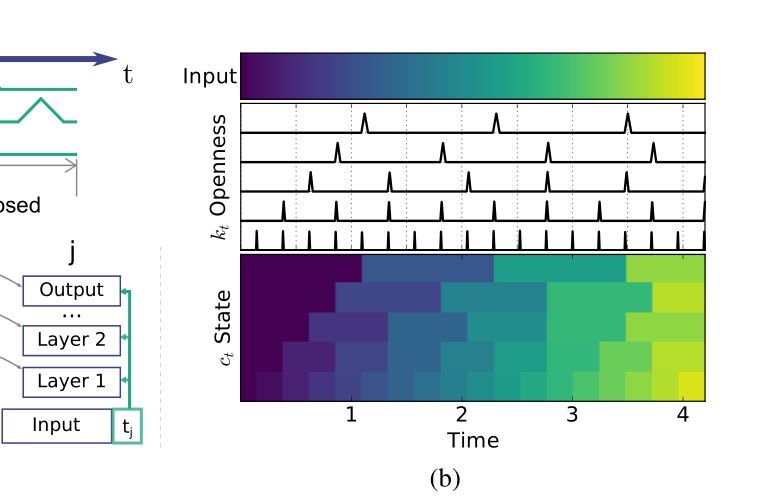 t
osed
j
Output
...
Layer 2
Layer 1
Input
t_j
Input
k_t Openness
c_t State
1 2 3 4
Time
(b)